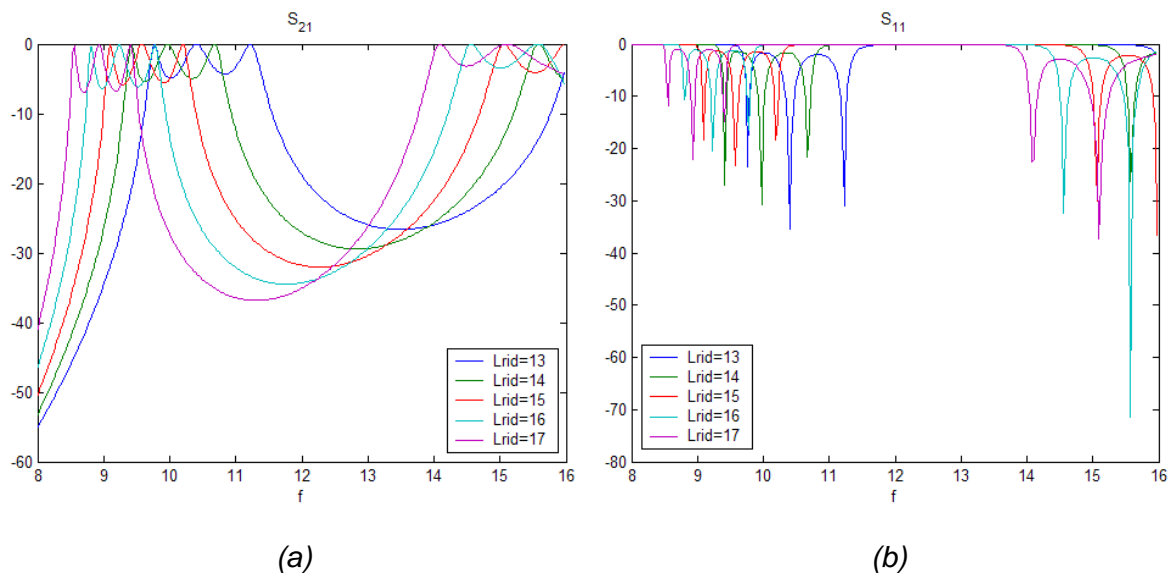 S21
0
-10
-20
-30
-40
-50
-60
8 9 10 11 12 13 14 15 16
f
Lrid=13
Lrid=14
Lrid=15
Lrid=16
Lrid=17
(a)
S11
0
-10
-20
-30
-40
-50
-60
-70
-80
8 9 10 11 12 13 14 15 16
f
Lrid=13
Lrid=14
Lrid=15
Lrid=16
Lrid=17
(b)